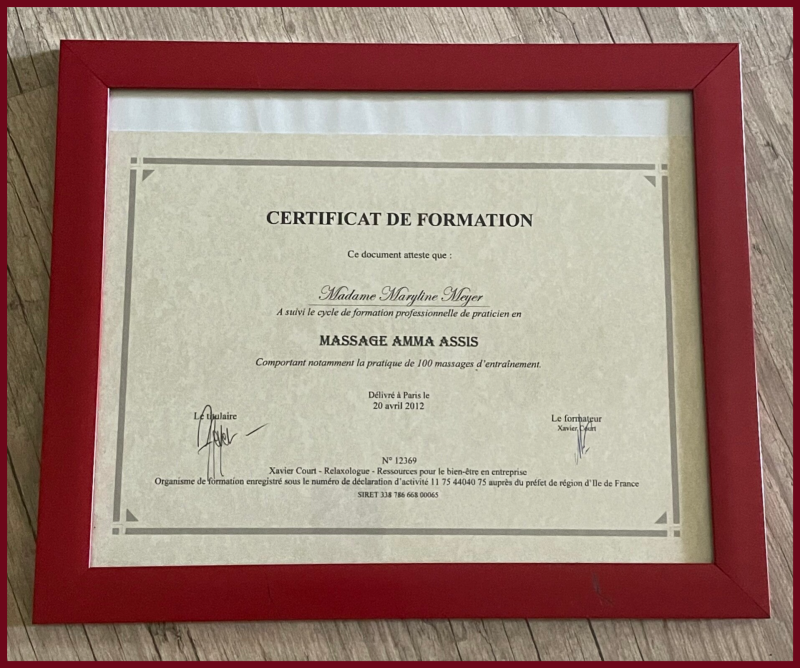 CERTIFICAT DE FORMATION
Ce document atteste que :
Madame Maryline Meyer
A suivi le cycle de formation professionnelle de praticien en
MASSAGE AMMA ASSIS
Comportant notamment la pratique de 100 massages d'entraînement.
Délivré à Paris le
20 avril 2012
Le titulaire
Le formateur
Xavier Court
N° 12369
Xavier Court - Relaxologue - Ressources pour le bien-être en entreprise
Organisme de formation enregistré sous le numéro de déclaration d'activité 11 75 44040 75 auprès du préfet de région d'Ile de France
SIRET 338 786 668 00065